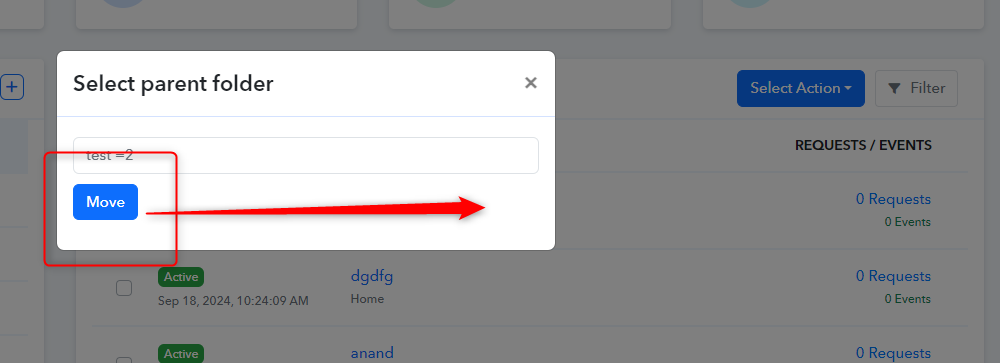 +
Select parent folder
×
Select Action
Filter
test =2
REQUESTS / EVENTS
Move
0 Requests
0 Events
Active
dgdfg
0 Requests
Sep 18, 2024, 10:24:09 AM
Home
0 Events
Active
anand
0 Requests